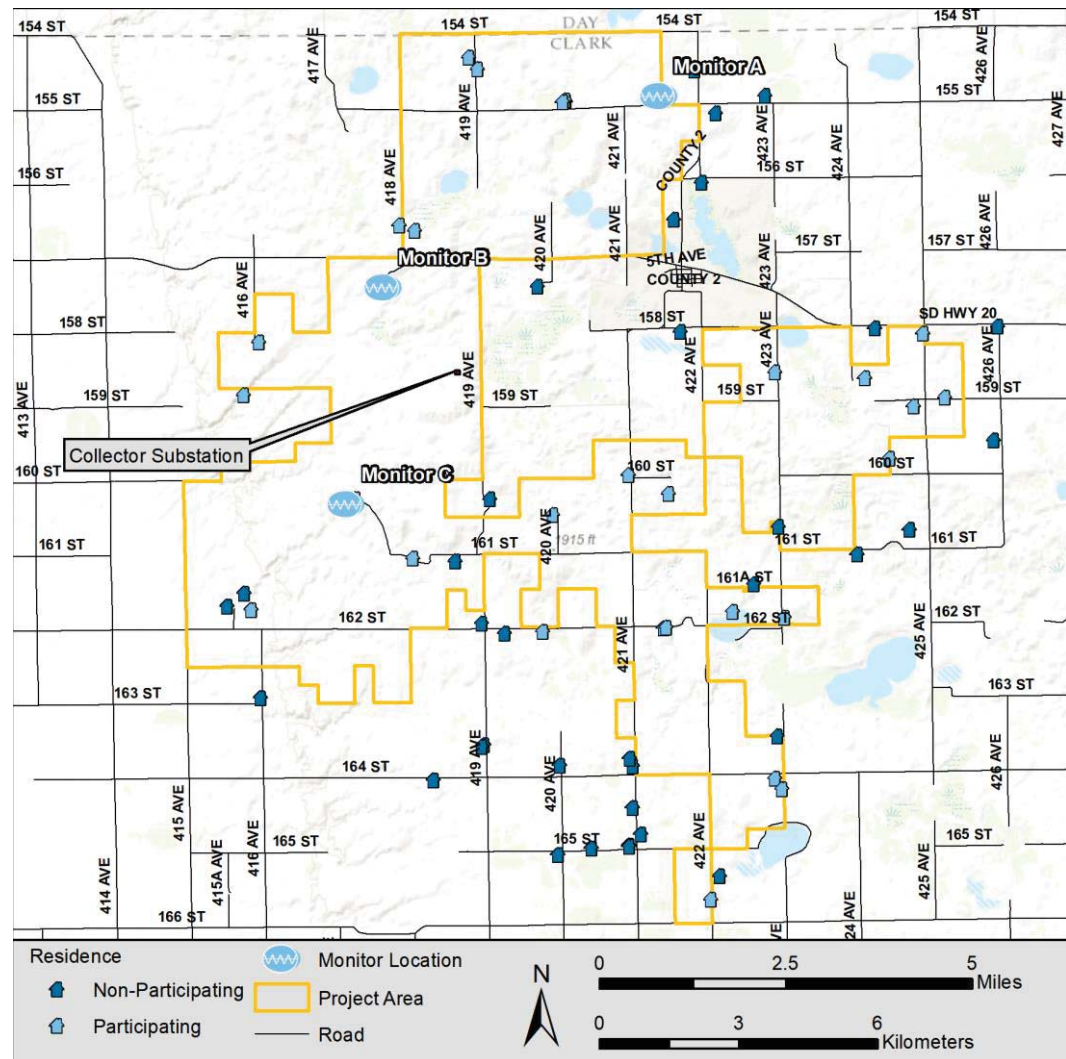 154 ST
154 ST
154 ST
DAY
CLARK
417 AVE
419 AVE
Monitor A
426 AVE
427 AVE
155 ST
155 ST
155 ST
421 AVE
423 AVE
424 AVE
COUNTY 2
156 ST
156 ST
418 AVE
420 AVE
421 AVE
157 ST
157 ST
426 AVE
Monitor B
5TH AVE
COUNTY 2
423 AVE
416 AVE
158 ST
158 ST
SD HWY 20
413 AVE
159 ST
419 AVE
159 ST
422 AVE
159 ST
423 AVE
159 ST
426 AVE
Collector Substation
160 ST
Monitor C
160 ST
160 ST
161 ST
161 ST
420 AVE
1915 ft
161 ST
161 ST
161A ST
162 ST
162 ST
162 ST
421 AVE
425 AVE
163 ST
163 ST
164 ST
419 AVE
420 AVE
426 AVE
415 AVE
165 ST
165 ST
165 ST
414 AVE
415A AVE
416 AVE
422 AVE
425 AVE
166 ST
24 AVE
Residence
Non-Participating
Participating
Monitor Location
Project Area
Road
N
0 2.5 5
Miles
0 3 6
Kilometers